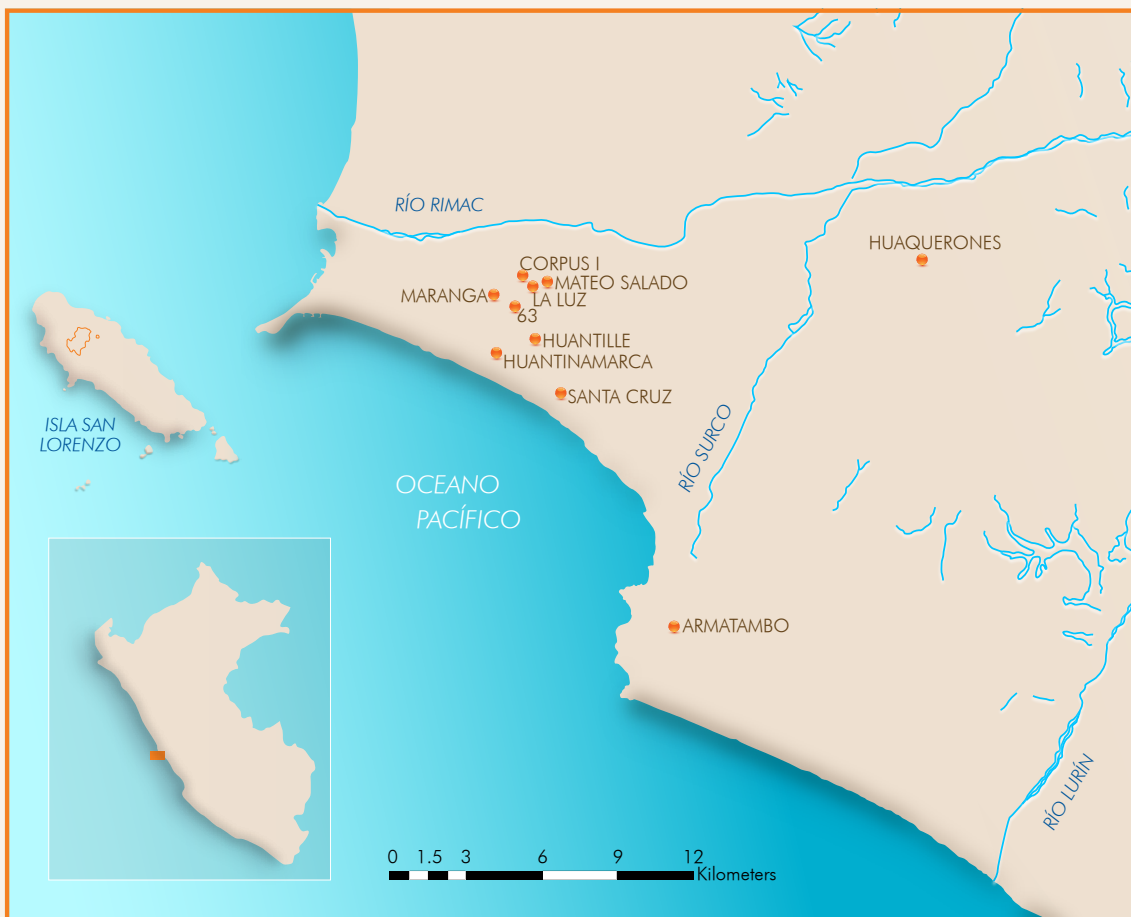 RÍO RIMAC
HUAQUERONES
CORPUS I
MATEO SALADO
MARANGA
LA LUZ
63
HUANTILLE
HUANTINAMARCA
SANTA CRUZ
ISLA SAN
LORENZO
RÍO SURCO
OCEANO
PACÍFICO
ARMATAMBO
RÍO LURÍN
0 1.5 3 6 9 12
Kilometers